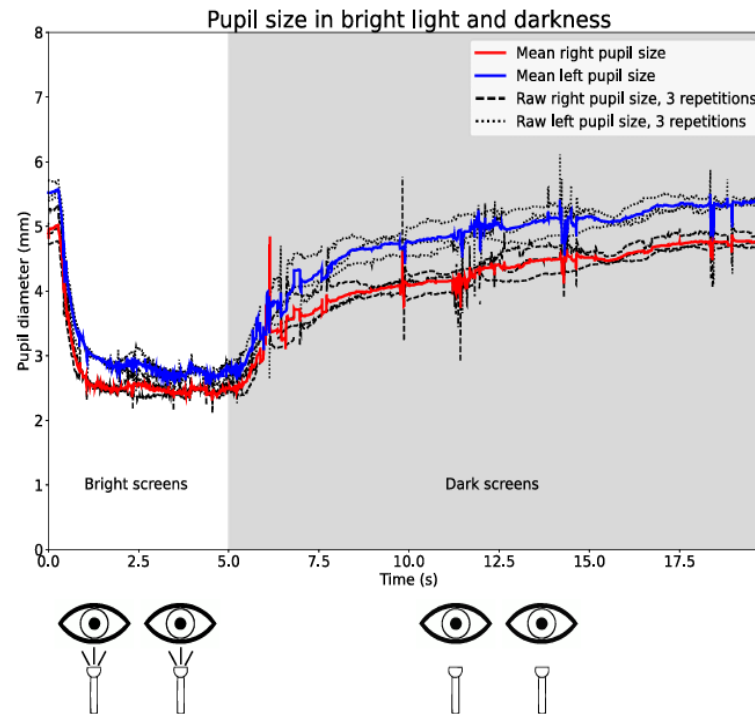 Pupil size in bright light and darkness
8
7
6
5
4
3
2
1
0
Pupil diameter (mm)
Mean right pupil size
Mean left pupil size
Raw right pupil size, 3 repetitions
Raw left pupil size, 3 repetitions
Bright screens
Dark screens
0.0
2.5
5.0
7.5
10.0
12.5
15.0
17.5
Time (s)